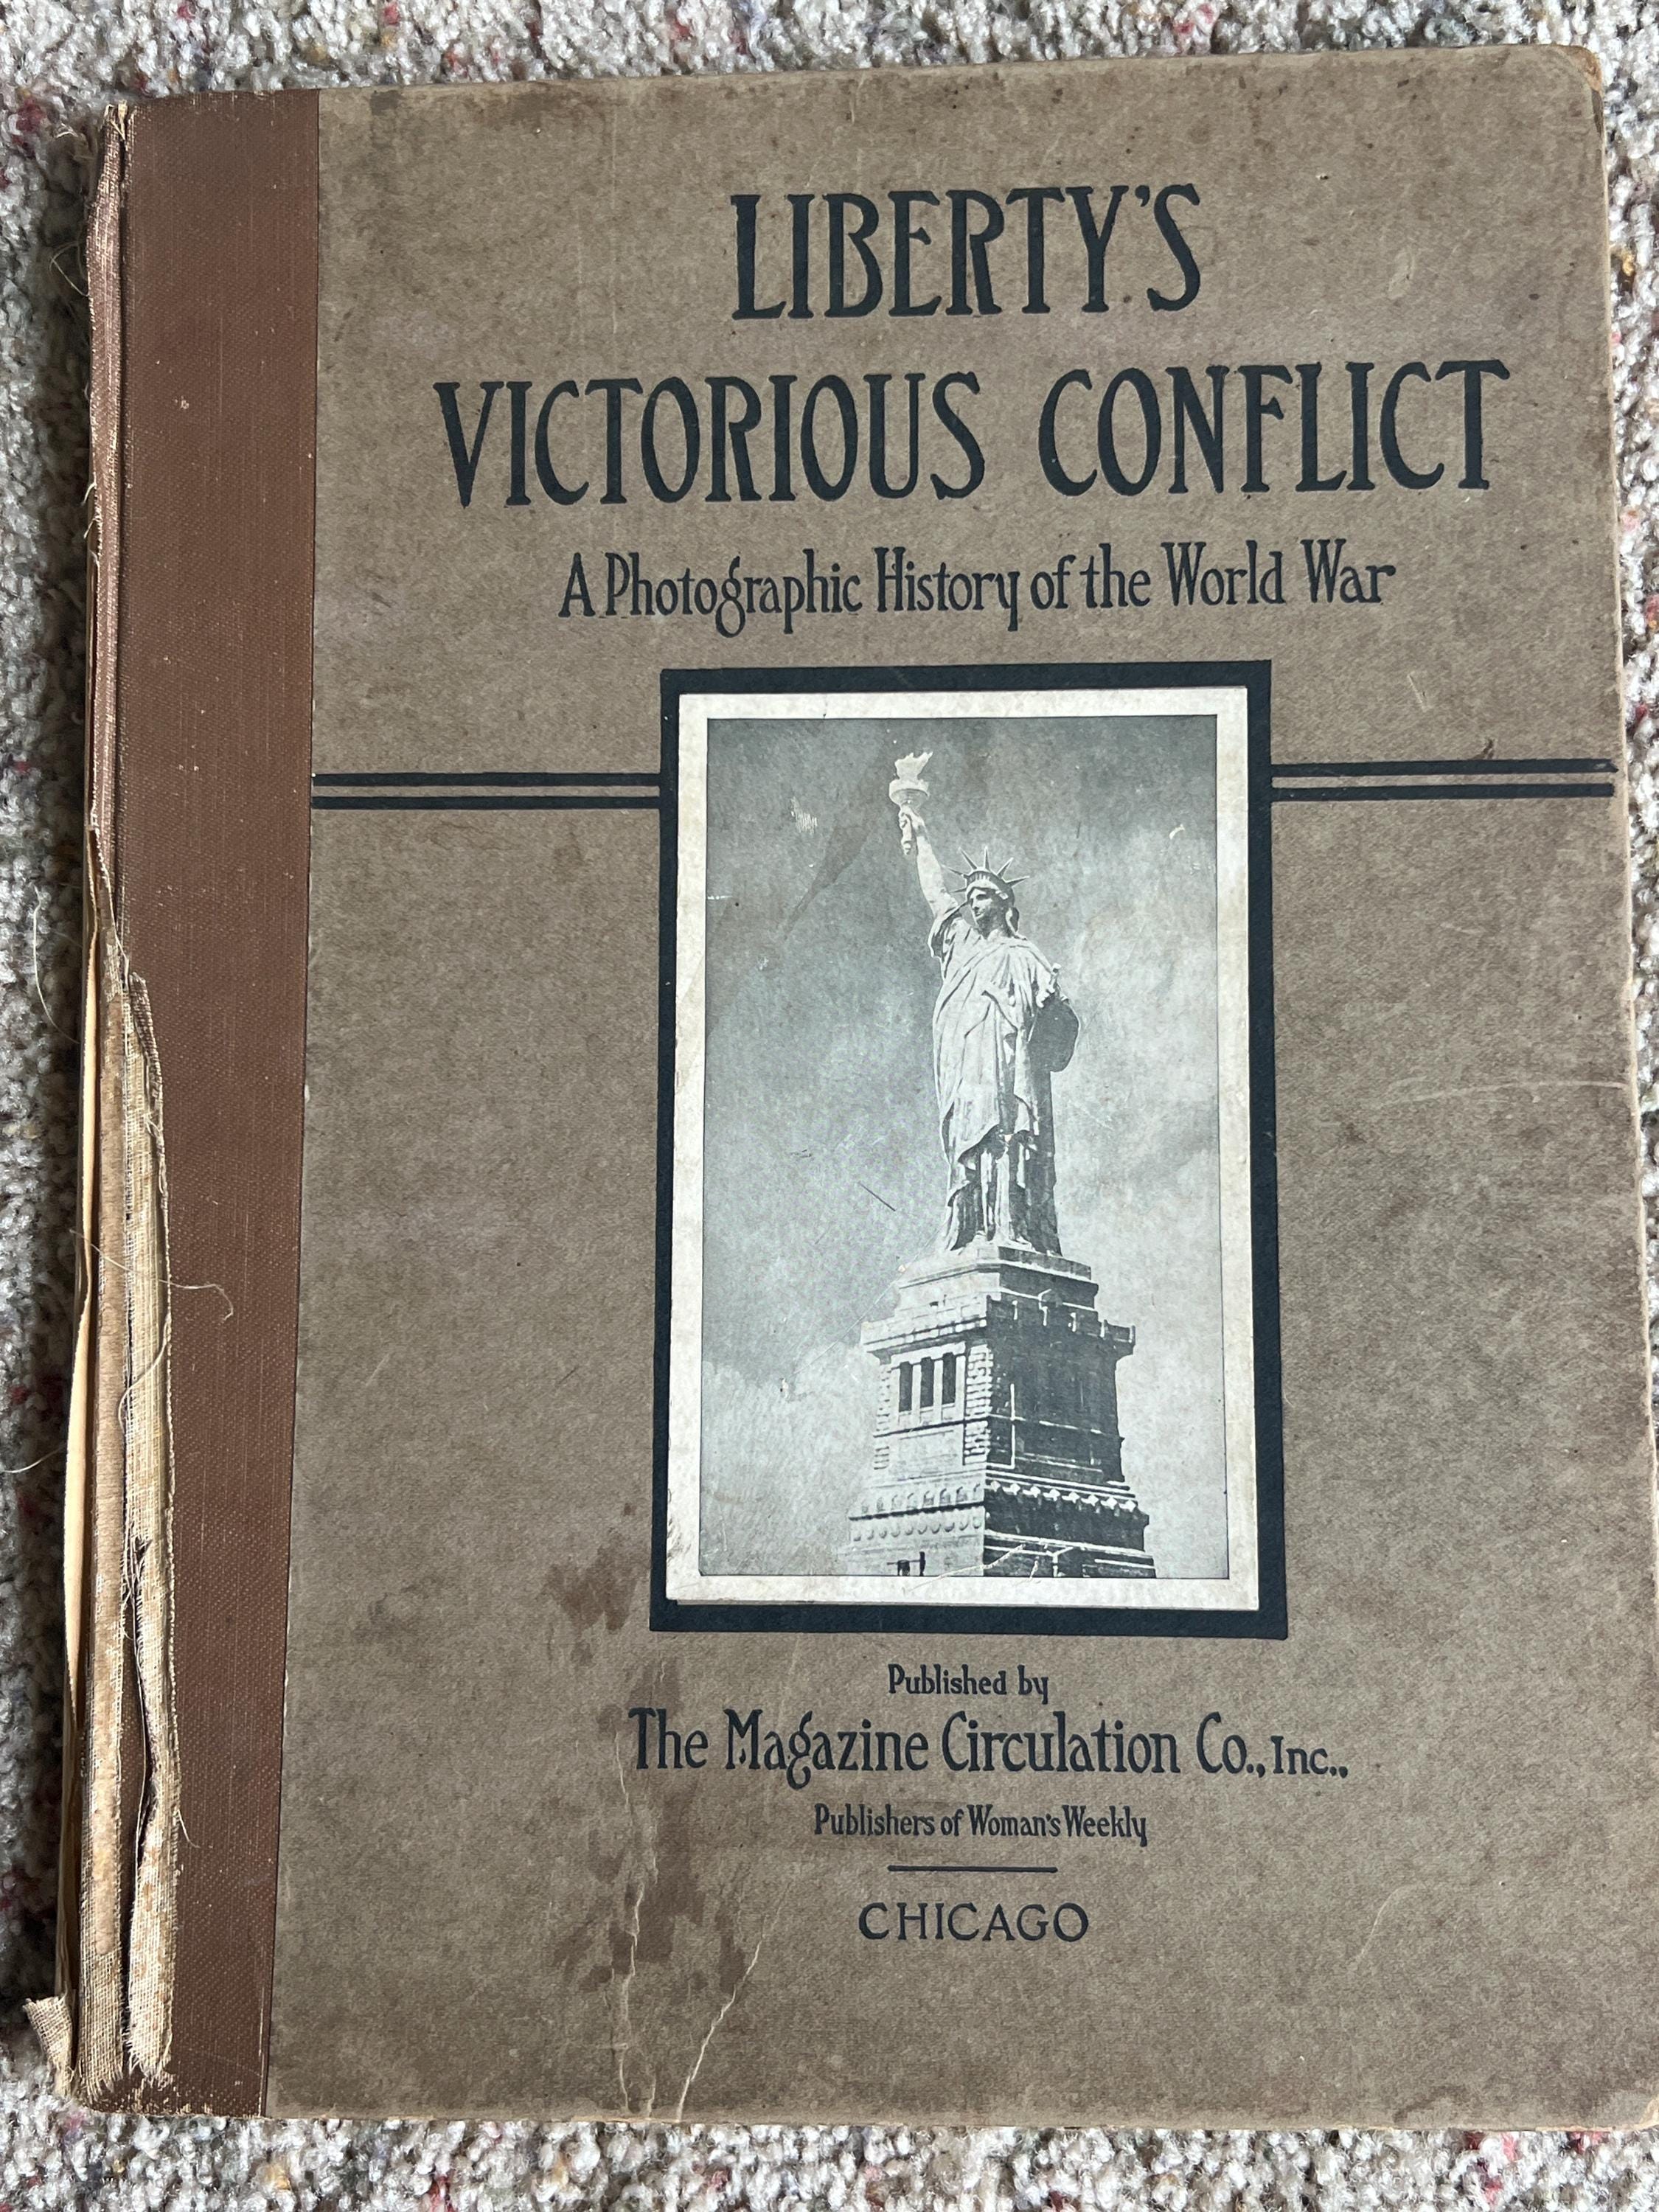 LIBERTY'S
VICTORIOUS CONFLICT
A Photographic History of the World War
Published by
The Magazine Circulation Co., Inc.,
Publishers of Woman's Weekly
CHICAGO